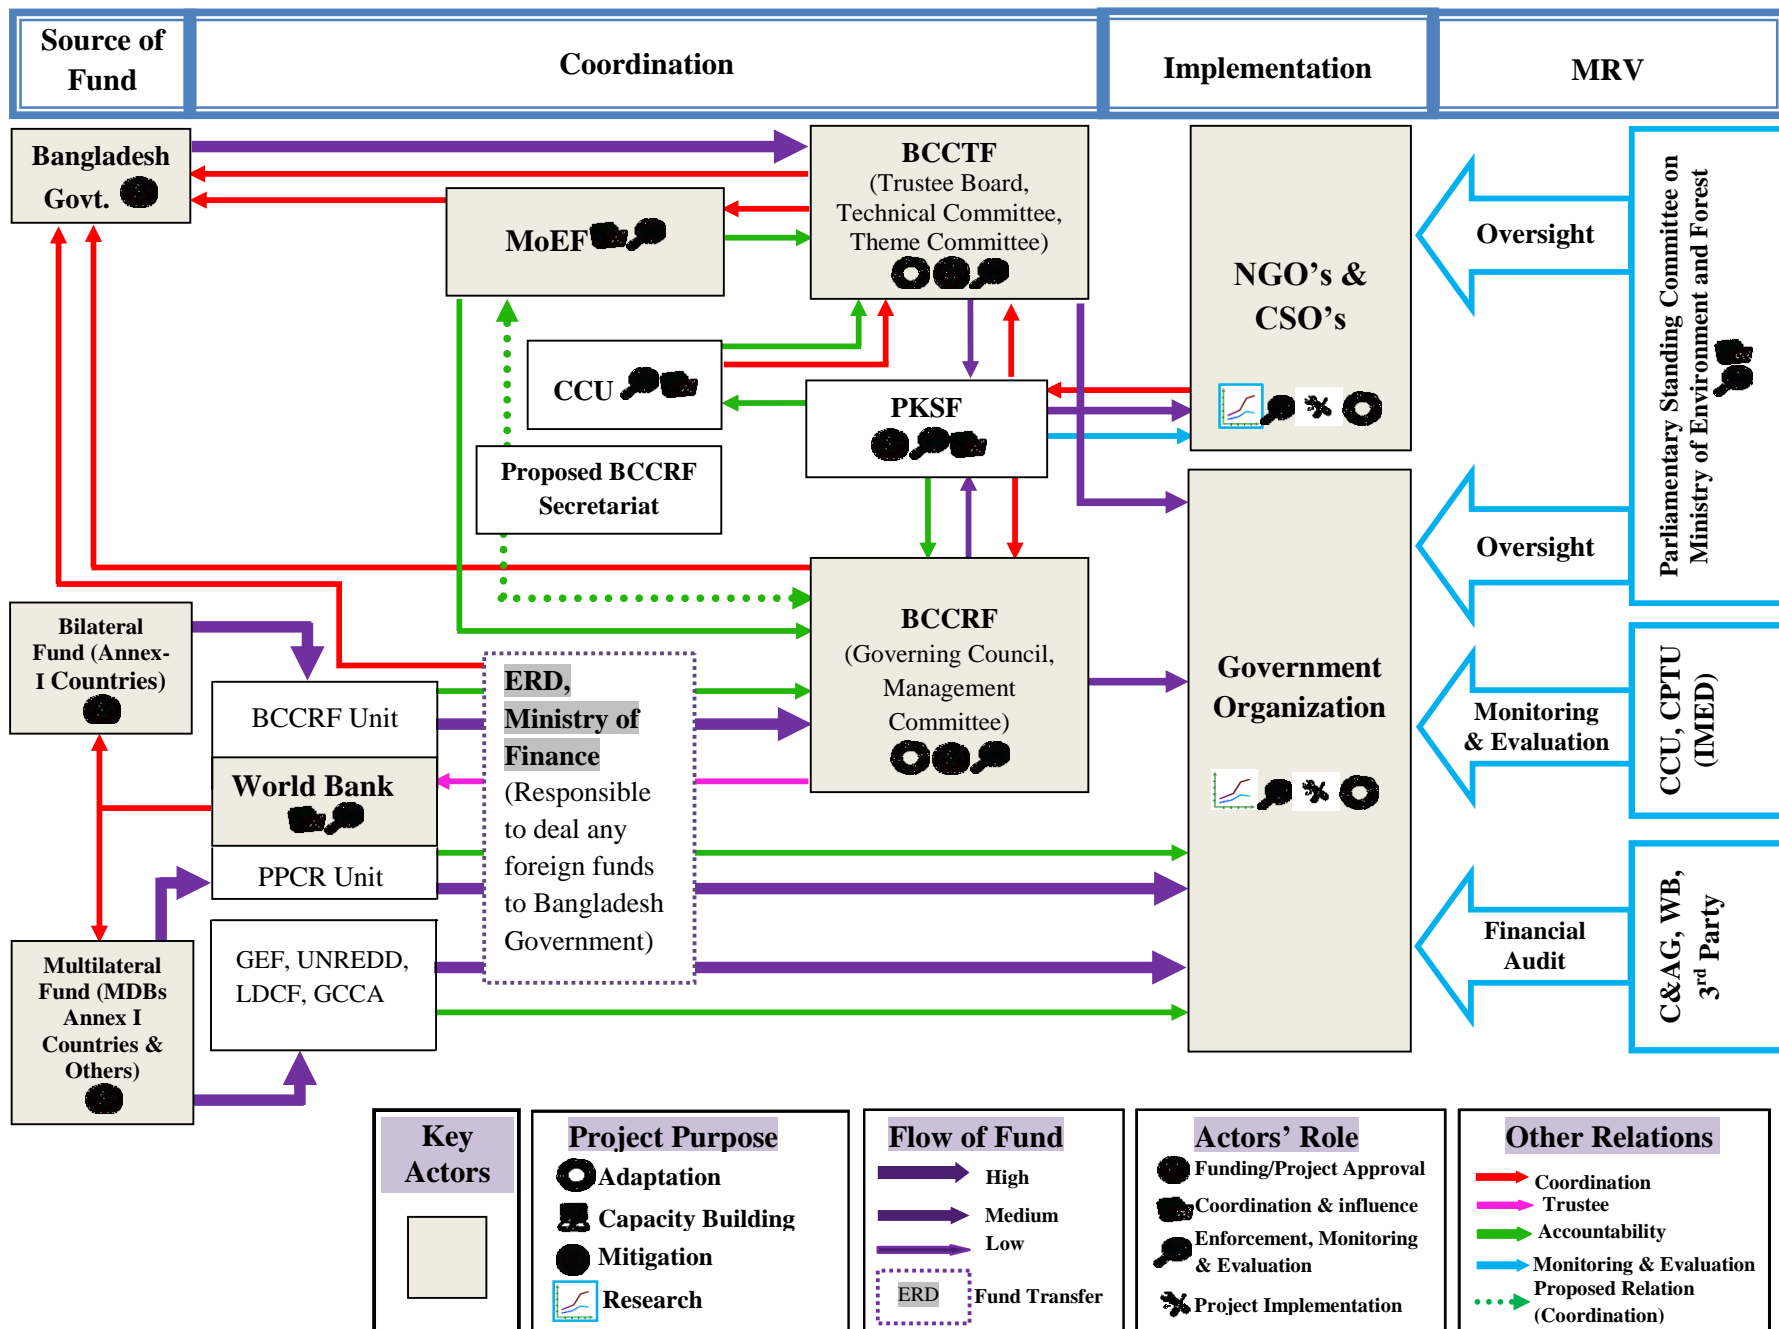 Source of
Fund
Coordination
Implementation
MRV
Bangladesh
Govt.
MoEF
BCCTF
(Trustee Board,
Technical Committee,
Theme Committee)
NGO's &
CSO's
Oversight
Parliamentary Standing Committee on
Ministry of Environment and Forest
CCU
PKSF
Proposed BCCRF
Secretariat
Oversight
Bilateral
Fund (Annex-
I Countries)
BCCRF Unit
World Bank
PPCR Unit
ERD,
Ministry of
Finance
(Responsible
to deal any
foreign funds
to Bangladesh
Government)
BCCRF
(Governing Council,
Management
Committee)
Government
Organization
Monitoring
& Evaluation
CCU, CPTU
(IMED)
Multilateral
Fund (MDBs
Annex I
Countries &
Others)
GEF, UNREDD,
LDCF, GCCA
Financial
Audit
C&AG, WB,
3rd Party
Key
Actors
Project Purpose
Adaptation
Capacity Building
Mitigation
Research
Flow of Fund
High
Medium
Low
ERD
Fund Transfer
Actors' Role
Funding/Project Approval
Coordination & influence
Enforcement, Monitoring
& Evaluation
Project Implementation
Other Relations
Coordination
Trustee
Accountability
Monitoring & Evaluation
Proposed Relation
(Coordination)